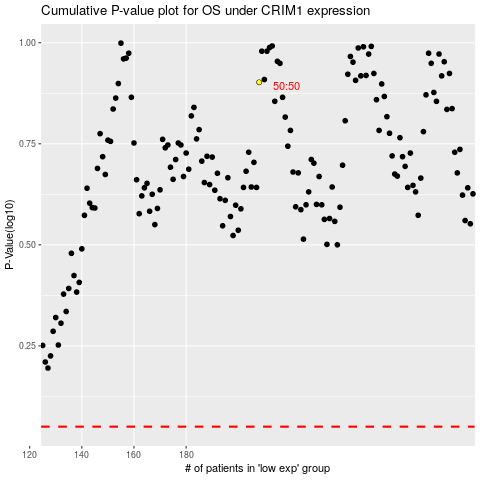 Cumulative P-value plot for OS under CRIM1 expression
P-Value(log10)
1.00
0.75
0.50
0.25
50:50
120 140 160 180
# of patients in 'low exp' group